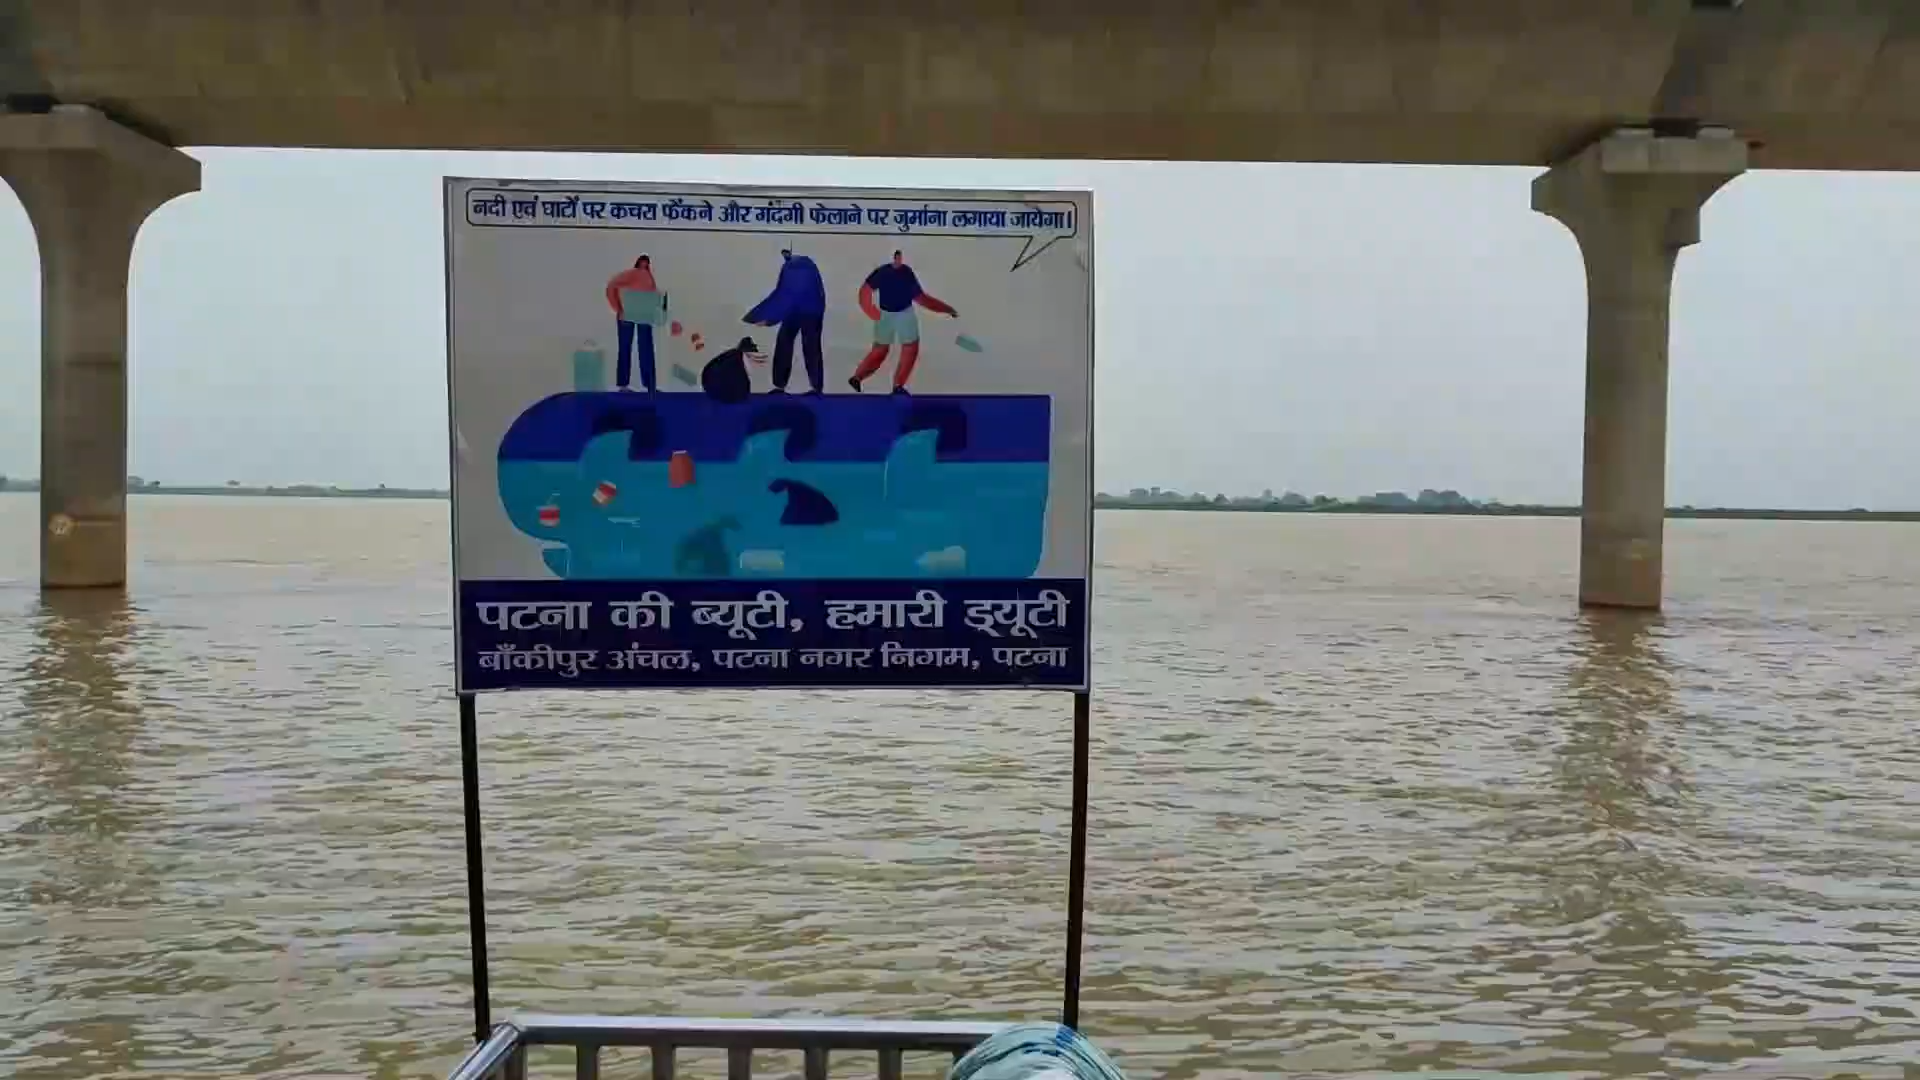 नदी एवं घाटों पर कचरा फेंकने और गंदगी फेलाने पर जुर्माना लगाया जायेगा।
पटना की ब्यूटी, हमारी ड्यूटी
बाँकीपुर अंचल, पटना नगर निगम, पटना